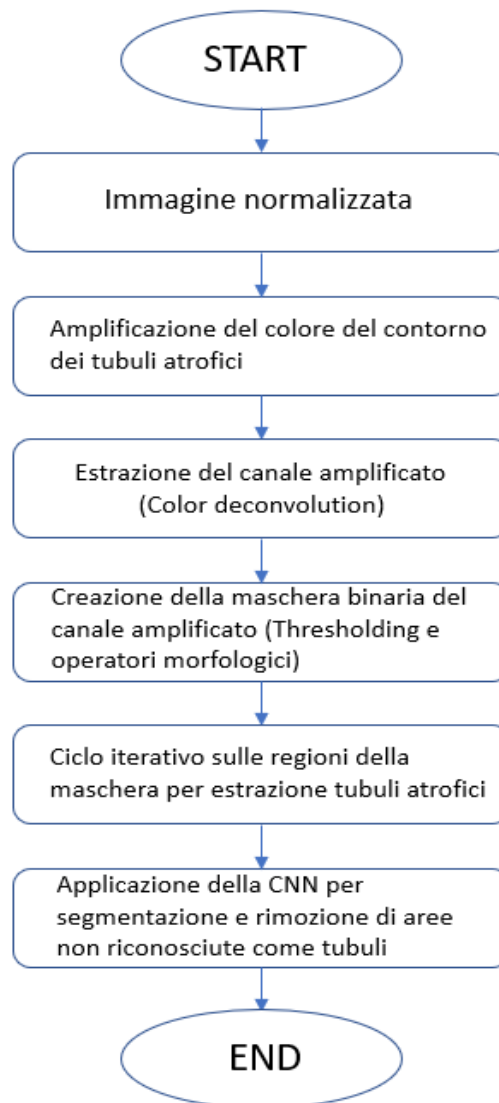 START
Immagine normalizzata
Amplificazione del colore del contorno
dei tubuli atrofici
Estrazione del canale amplificato
(Color deconvolution)
Creazione della maschera binaria del
canale amplificato (Thresholding e
operatori morfologici)
Ciclo iterativo sulle regioni della
maschera per estrazione tubuli atrofici
Applicazione della CNN per
segmentazione e rimozione di aree
non riconosciute come tubuli
END